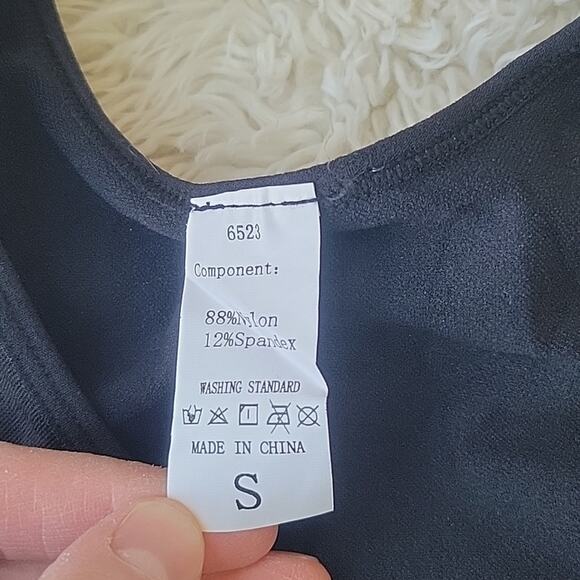 6523
Component:
88%Nylon
12%Spandex
WASHING STANDARD
MADE IN CHINA
S